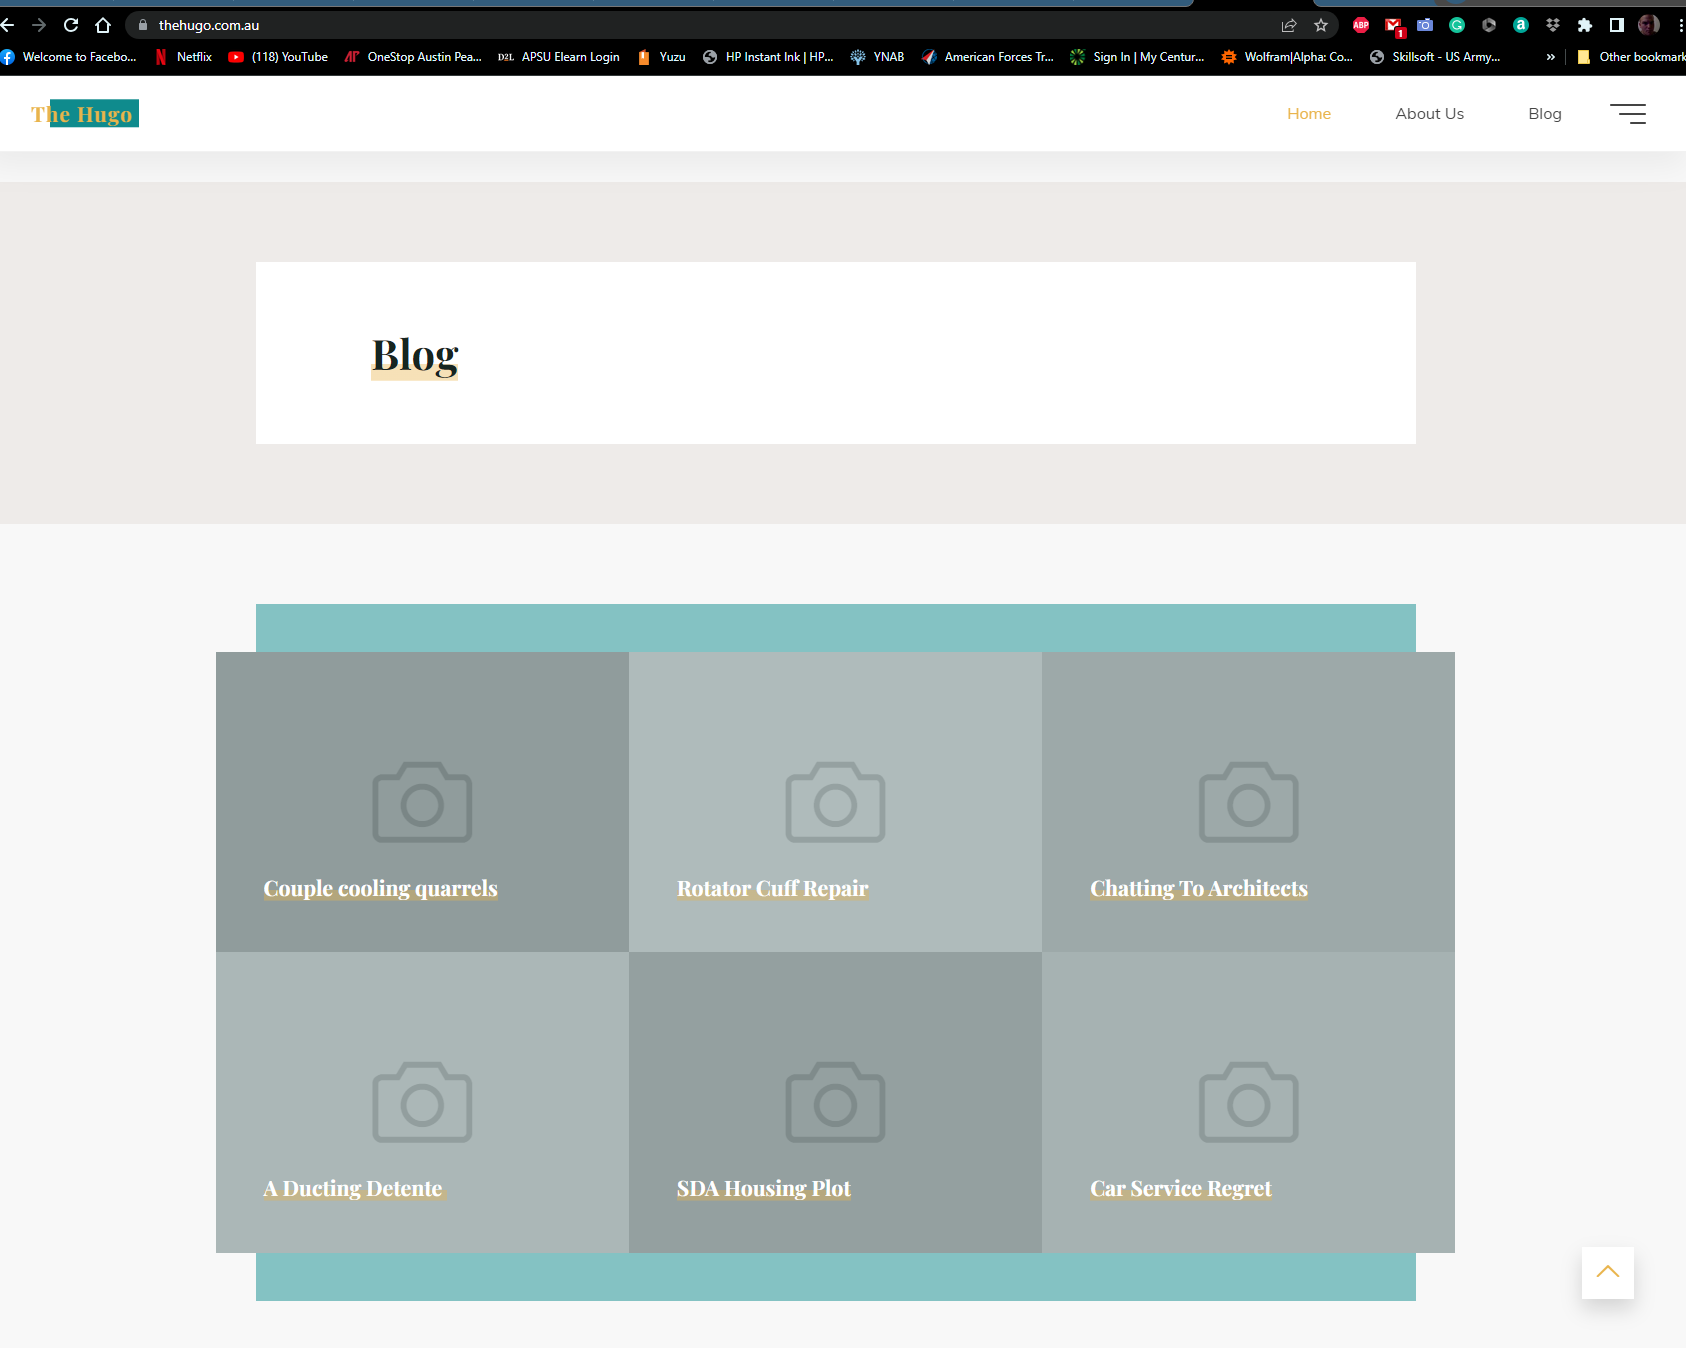 thehugo.com.au
ABP
1
Welcome to Facebo... Netflix (118) YouTube OneStop Austin Pea... D2L APSU Elearn Login Yuzu HP Instant Ink | HP... YNAB American Forces Tr... Sign In | My Centur... Wolfram|Alpha: Co... Skillsoft - US Army... » Other bookmark
The Hugo
Home About Us Blog
Blog
Couple cooling quarrels
Rotator Cuff Repair
Chatting To Architects
A Ducting Detente
SDA Housing Plot
Car Service Regret